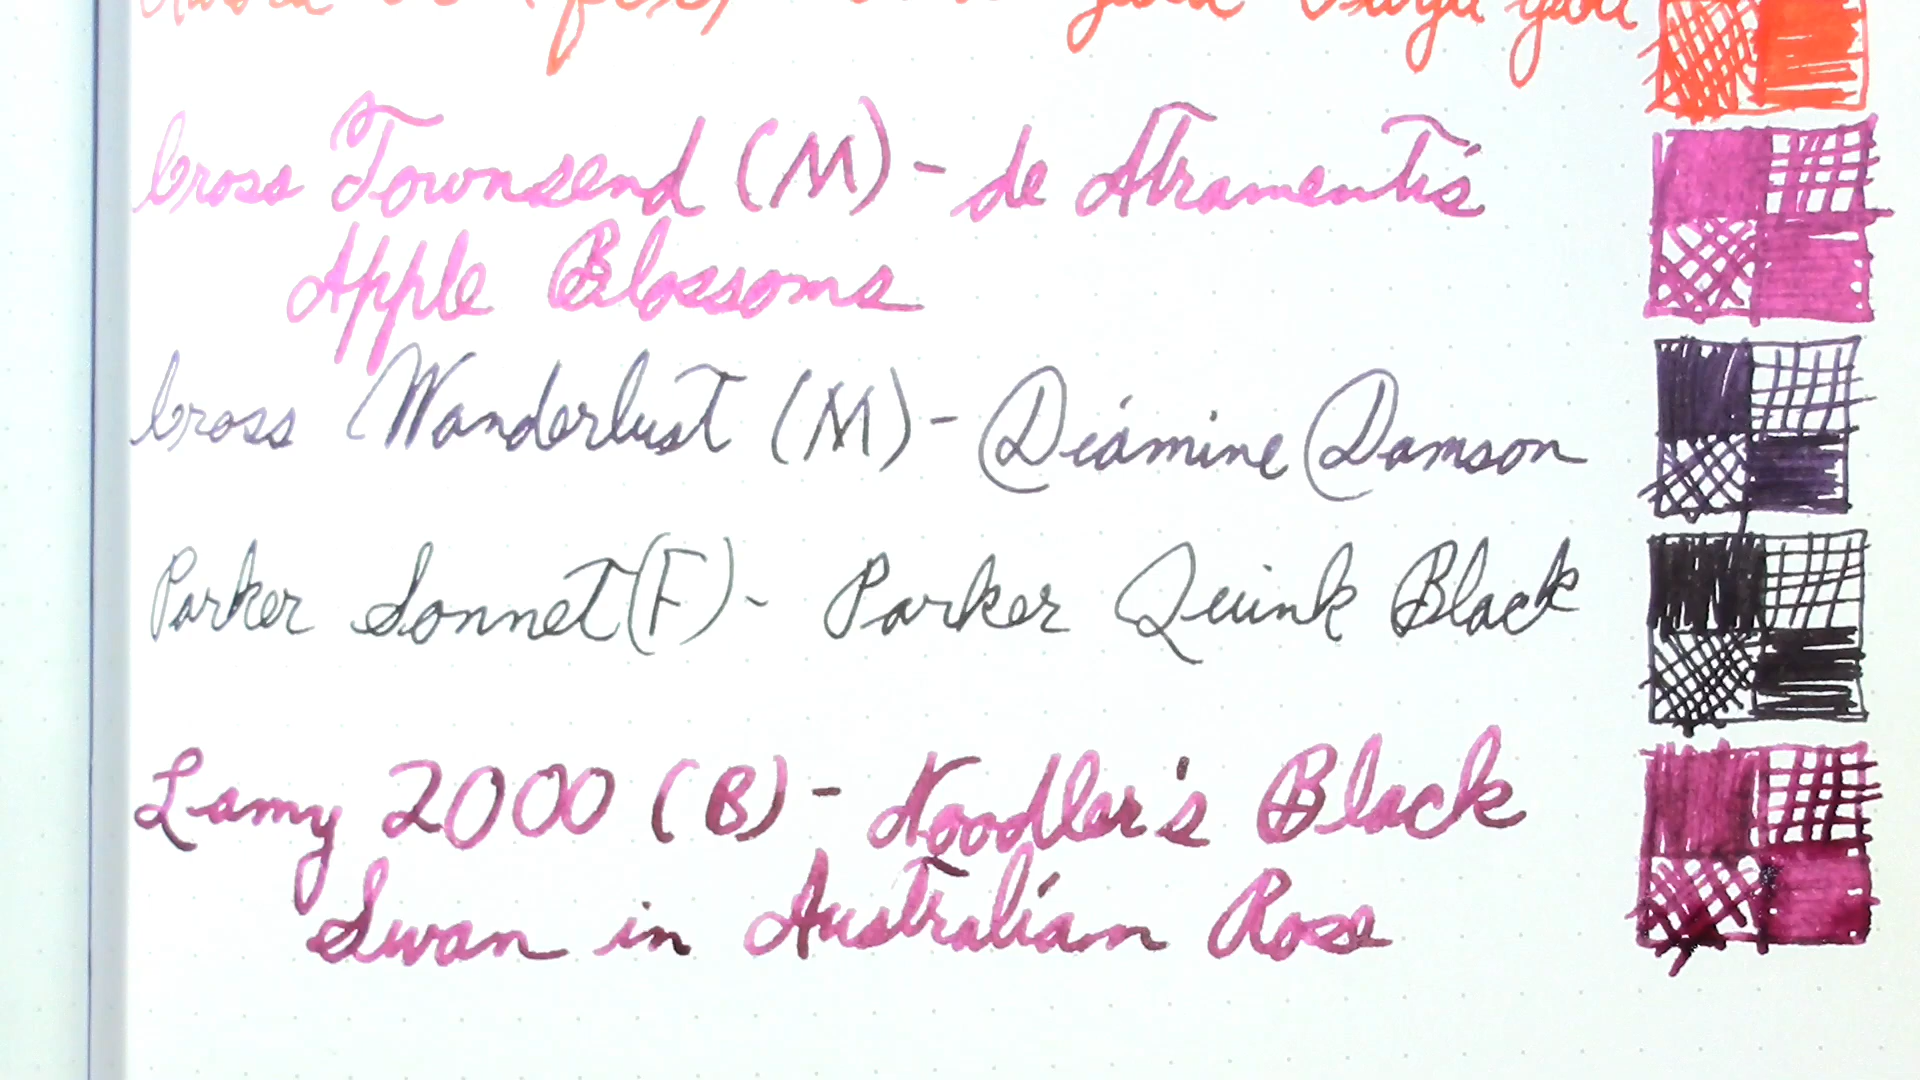 Cross Townsend (M) - de Atramentis
Apple Blossoms
Cross Wanderlust (M) - Diamine Damson
Parker Sonnet (F) - Parker Quink Black
Lamy 2000 (B) - Noodler's Black
Swan in Australian Rose